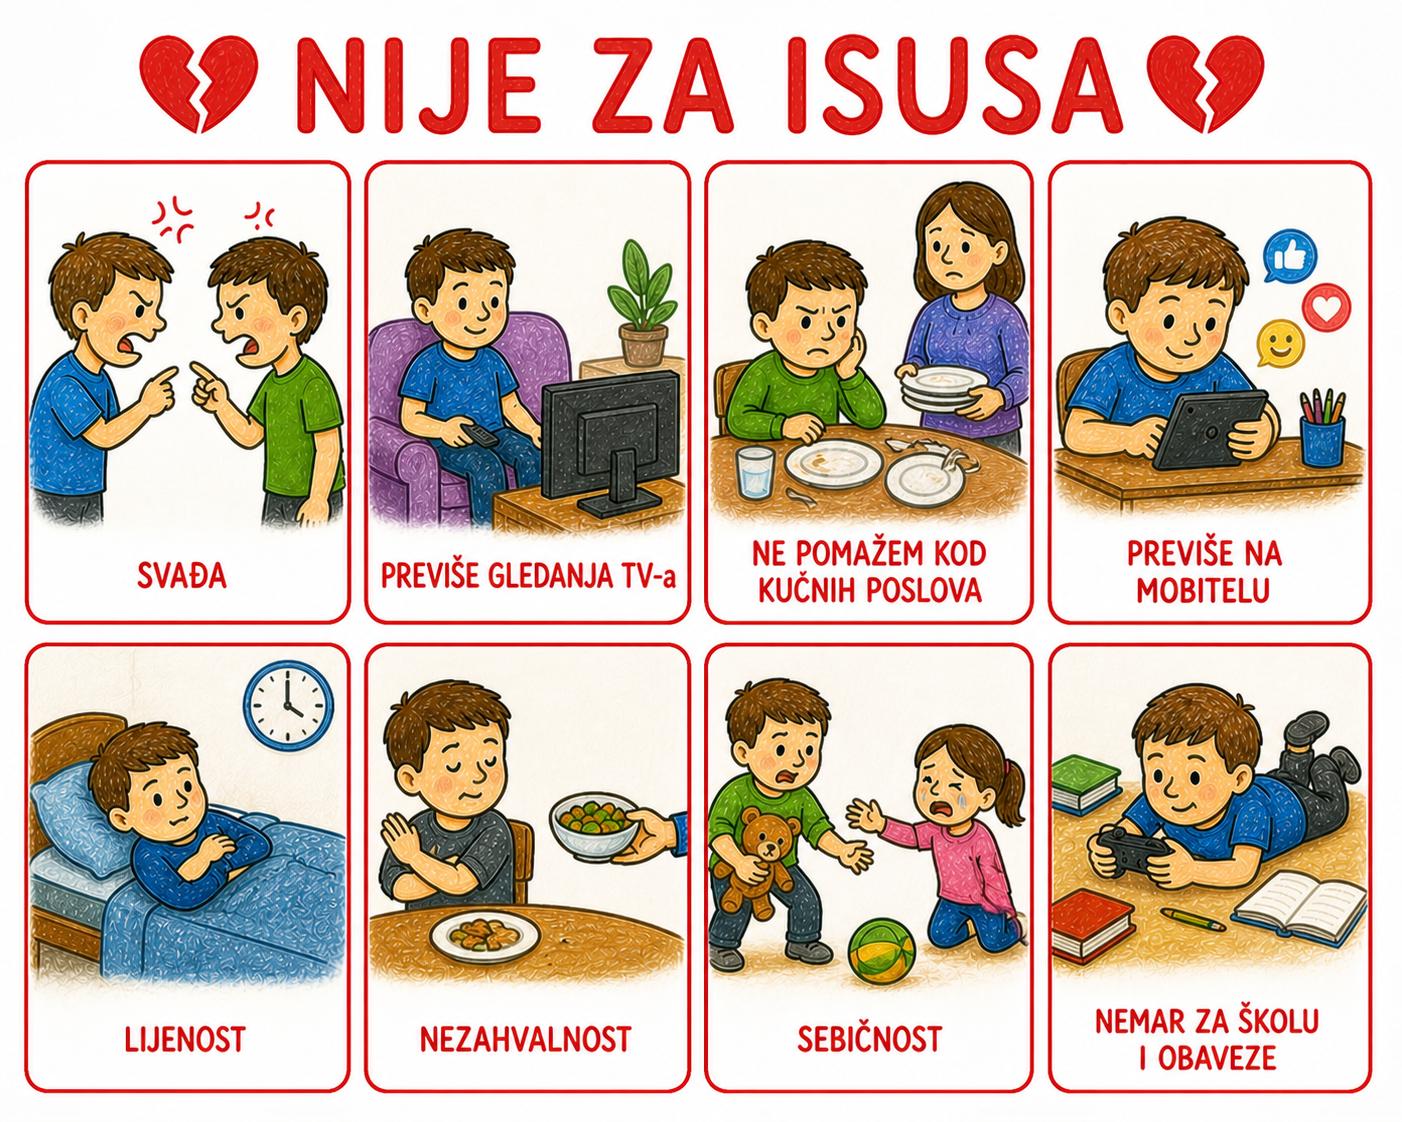 NIJE ZA ISUSA
SVAĐA
PREVIŠE GLEDANJA TV-a
NE POMAŽEM KOD
KUČNIH POSLOVA
PREVIŠE NA
MOBITELU
LIJENOST
NEZAHVALNOST
SEBIČNOST
NEMAR ZA ŠKOLU
I OBAVEZE